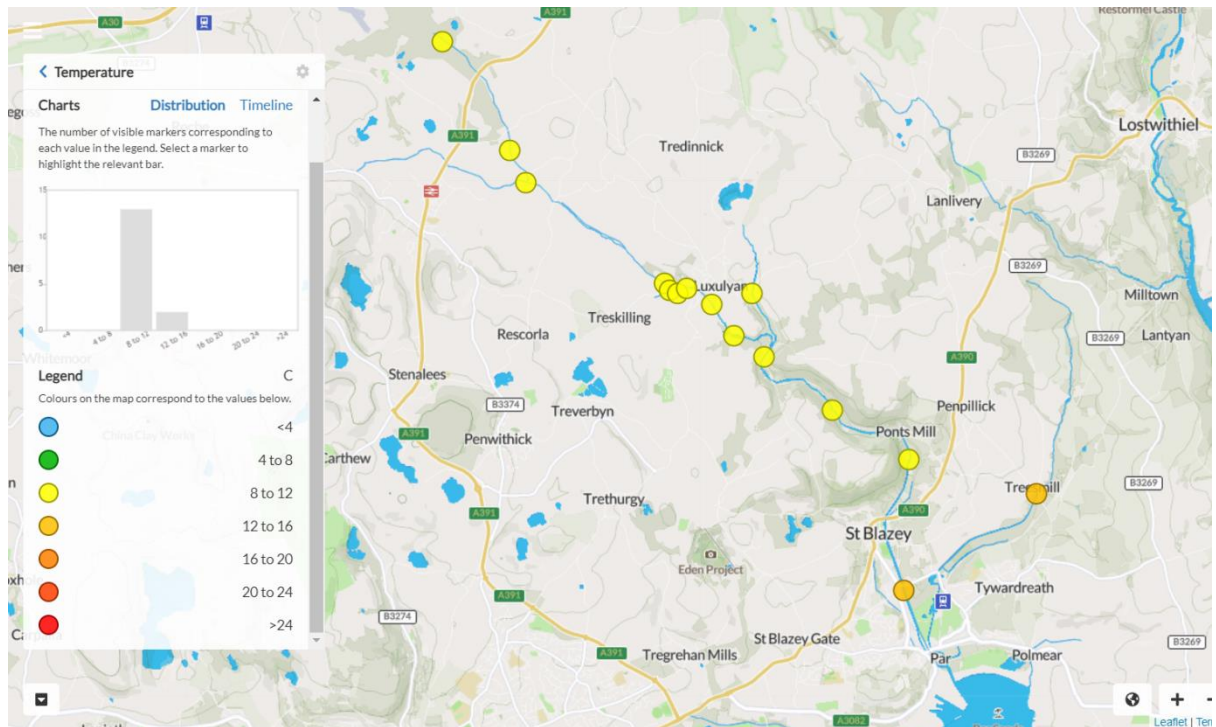 Temperature
Charts
Distribution Timeline
The number of visible markers corresponding to
each value in the legend. Select a marker to
highlight the relevant bar.
15
10
5
0
<4
4 to 8
8 to 12
12 to 16
16 to 20
20 to 24
>24
Legend C
Colours on the map correspond to the values below.
<4
4 to 8
8 to 12
12 to 16
16 to 20
20 to 24
>24
Whitemoor
China Clay Works
A30
B3274
A391
Restormel Castle
Lostwithiel
A391
Tredinnick
B3269
Lanlivery
B3269
Luxulyan
Milltown
Treskilling
Rescorla
Lantyan
B3269
A390
Stenalees
B3374
Treverbyn
Penpillick
A391
Penwithick
Ponts Mill
Carthew
B3269
Trethurgy
A391
A390
St Blazey
Eden Project
Tywardreath
A391
B3274
St Blazey Gate
B3269
A391
Tregrehan Mills
Par
Polmear
A3082
Leaflet